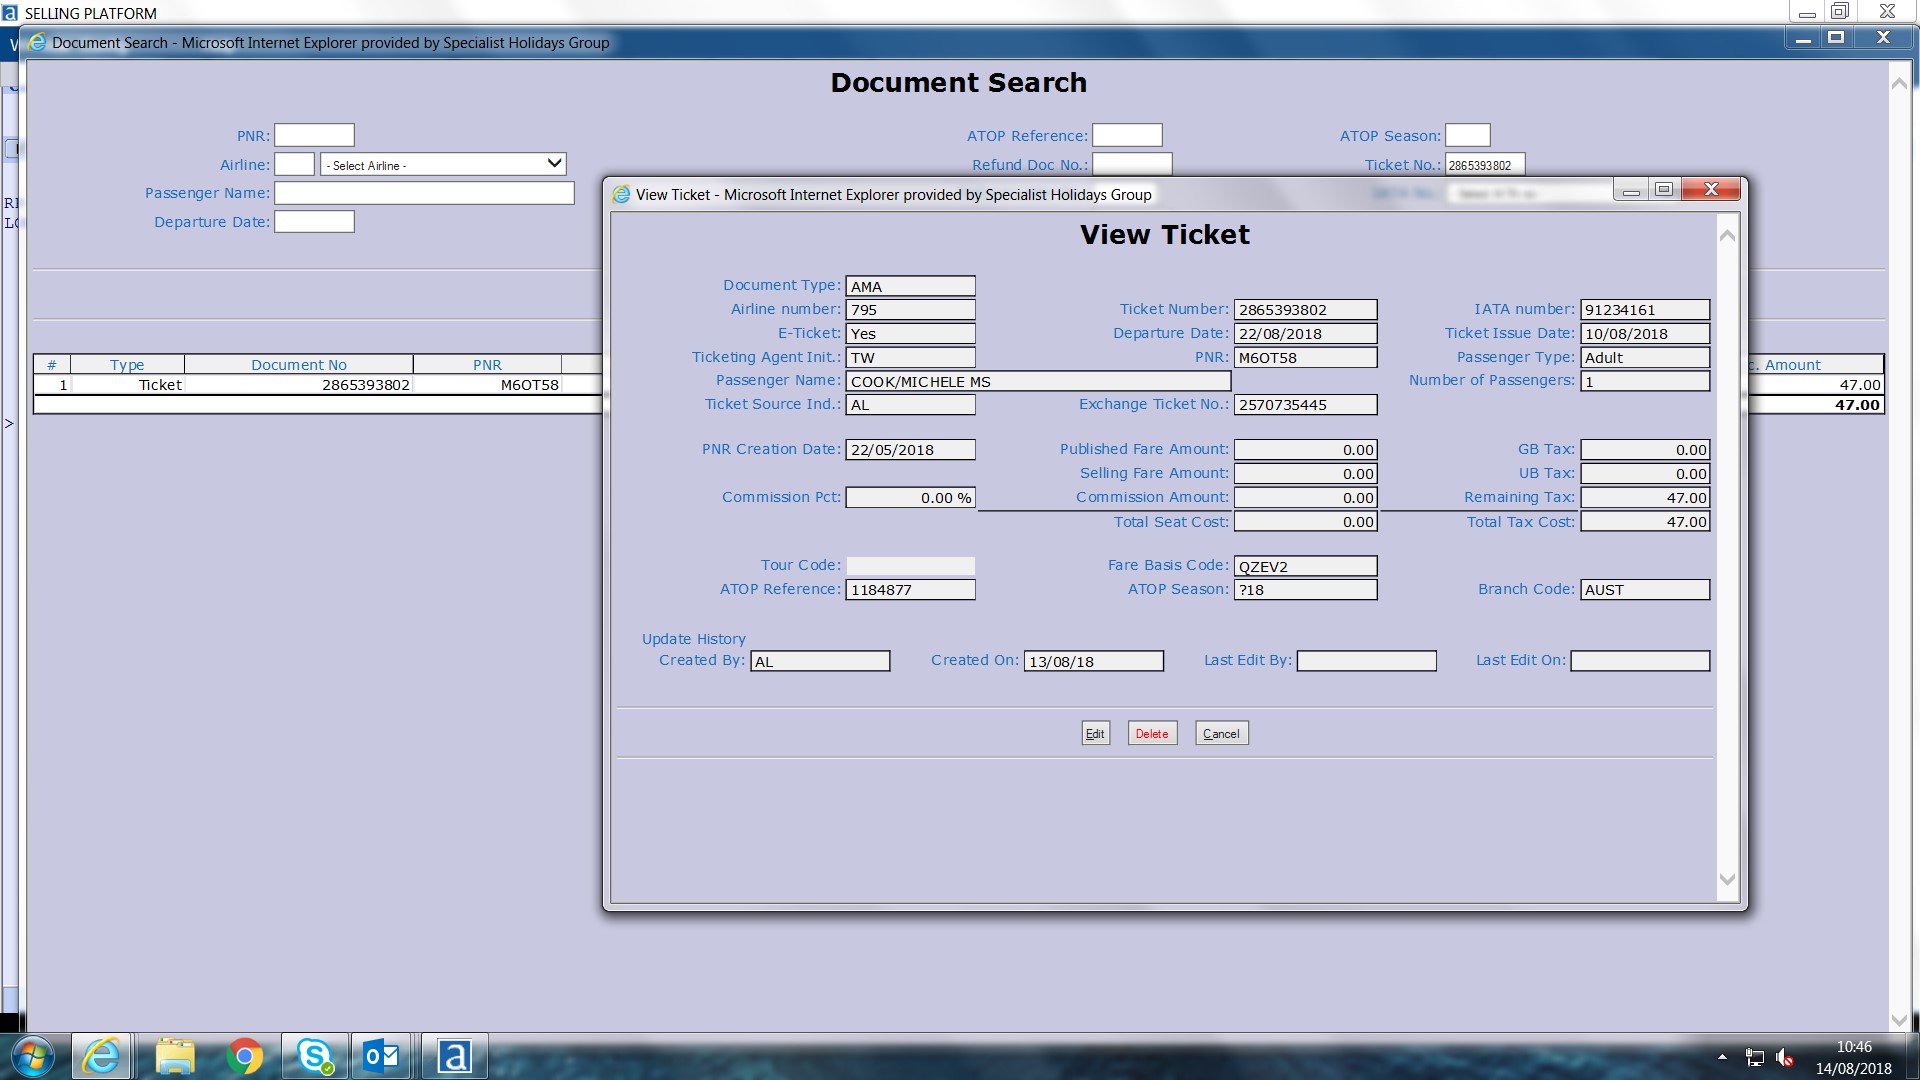 SELLING PLATFORM
Document Search - Microsoft Internet Explorer provided by Specialist Holidays Group
Document Search
PNR: ATOP Reference: ATOP Season:
Airline: - Select Airline - Refund Doc No.: Ticket No.: 2865393802
Passenger Name:
Departure Date:
# Type Document No PNR c. Amount
1 Ticket 2865393802 M6OT58 47.00
47.00
>
View Ticket - Microsoft Internet Explorer provided by Specialist Holidays Group
View Ticket
Document Type: AMA
Airline number: 795 Ticket Number: 2865393802 IATA number: 91234161
E-Ticket: Yes Departure Date: 22/08/2018 Ticket Issue Date: 10/08/2018
Ticketing Agent Init.: TW PNR: M6OT58 Passenger Type: Adult
Passenger Name: COOK/MICHELE MS Number of Passengers: 1
Ticket Source Ind.: AL Exchange Ticket No.: 2570735445
PNR Creation Date: 22/05/2018 Published Fare Amount: 0.00 GB Tax: 0.00
Selling Fare Amount: 0.00 UB Tax: 0.00
Commission Pct: 0.00 % Commission Amount: 0.00 Remaining Tax: 47.00
Total Seat Cost: 0.00 Total Tax Cost: 47.00
Tour Code: Fare Basis Code: QZEV2
ATOP Reference: 1184877 ATOP Season: ?18 Branch Code: AUST
Update History
Created By: AL Created On: 13/08/18 Last Edit By: Last Edit On:
Edit Delete Cancel
10:46
14/08/2018